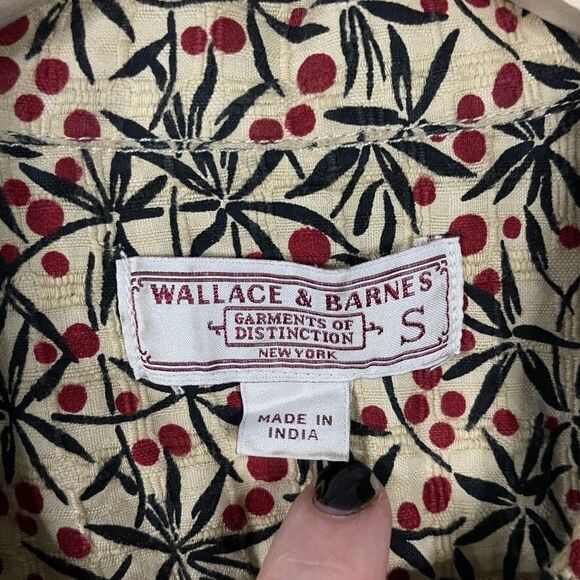 WALLACE & BARNES
GARMENTS OF
DISTINCTION
NEW YORK
S
MADE IN
INDIA